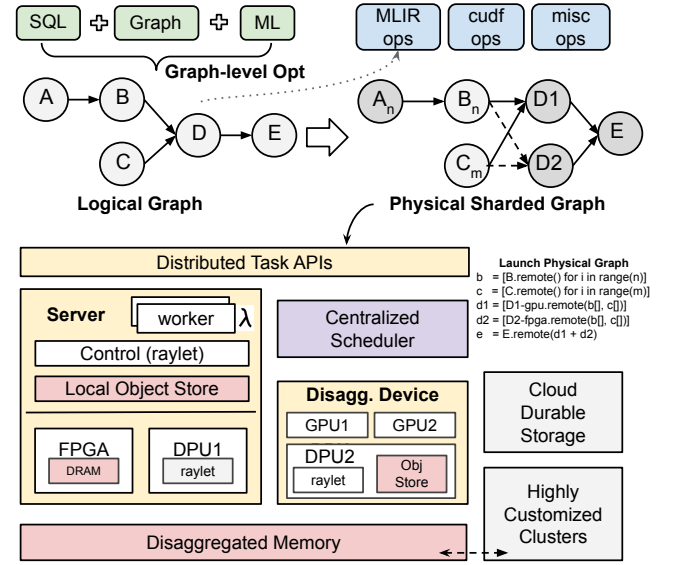 SQL
Graph
ML
MLIR
ops
cudf
ops
misc
ops
Graph-level Opt
A
B
C
D
E
An
Bn
Cm
D1
D2
E
Logical Graph
Physical Sharded Graph
Distributed Task APIs
Launch Physical Graph
b = [B.remote() for i in range(n)]
c = [C.remote() for i in range(m)]
d1 = [D1-gpu.remote(b[], c[])]
d2 = [D2-fpga.remote(b[], c[])]
e = E.remote(d1 + d2)
Server
worker
λ
Control (raylet)
Local Object Store
FPGA
DRAM
DPU1
raylet
Centralized
Scheduler
Disagg. Device
GPU1
GPU2
DPU2
raylet
Obj
Store
Cloud
Durable
Storage
Highly
Customized
Clusters
Disaggregated Memory